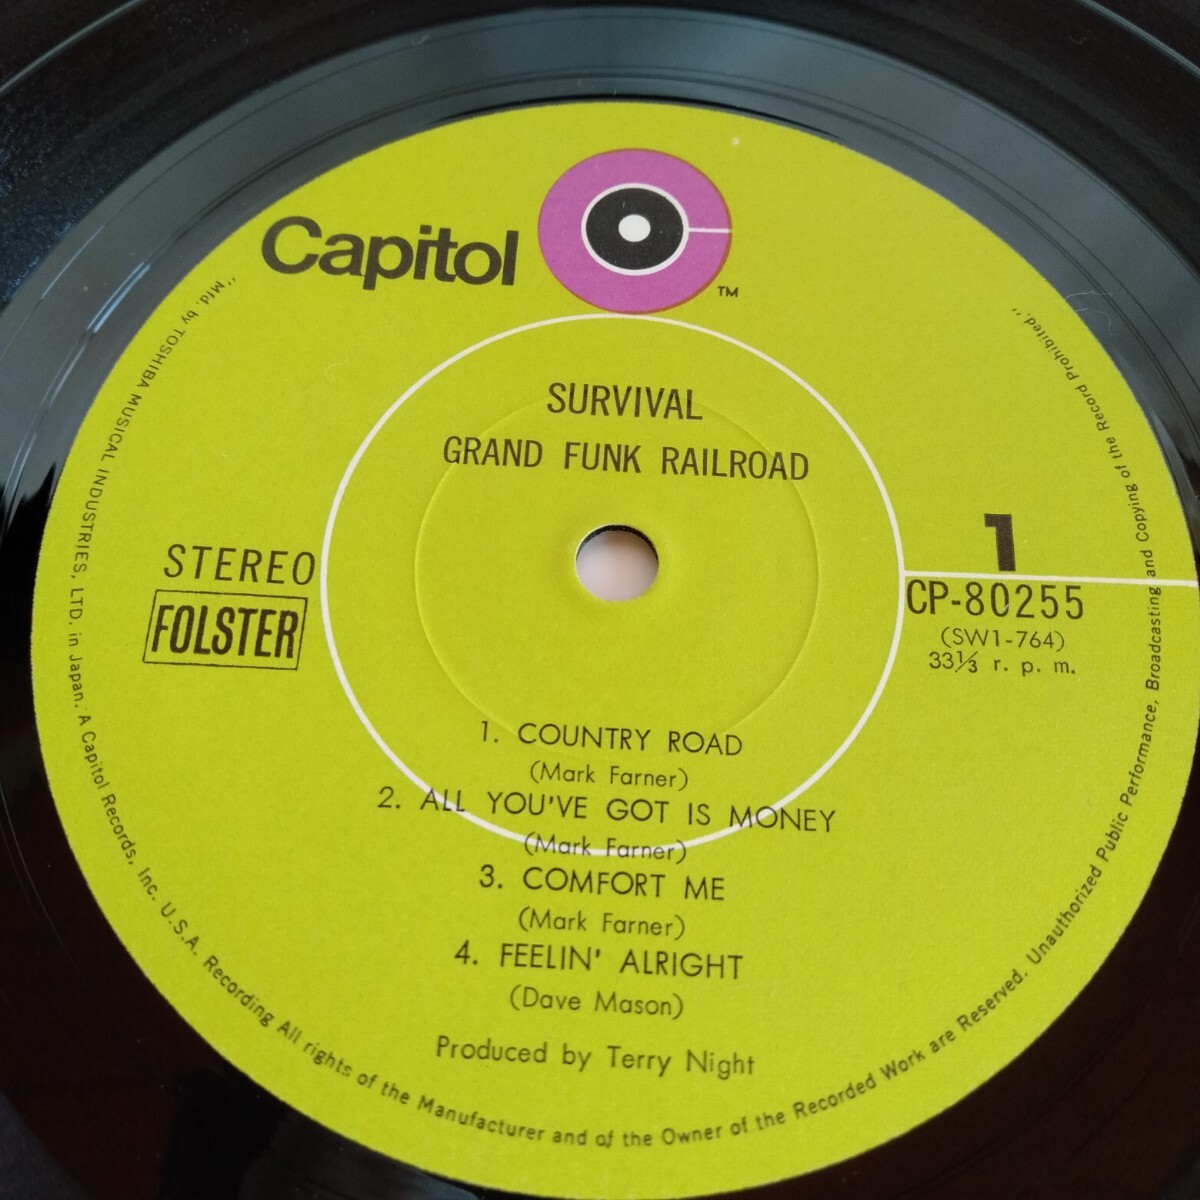 Capitol
TM
SURVIVAL
GRAND FUNK RAILROAD
STEREO
FOLSTER
1
CP-80255
(SW1-764)
33⅓ r. p. m.
1. COUNTRY ROAD
(Mark Farner)
2. ALL YOU'VE GOT IS MONEY
(Mark Farner)
3. COMFORT ME
(Mark Farner)
4. FEELIN' ALRIGHT
(Dave Mason)
Produced by Terry Night
"Mfd. by TOSHIBA MUSICAL INDUSTRIES, LTD. in Japan. A Capitol Records, Inc. U.S.A. Recording All rights of the Manufacturer and of the Owner of the Recorded Work are Reserved. Unauthorized Public Performance, Broadcasting and Copying of the Record Prohibited."